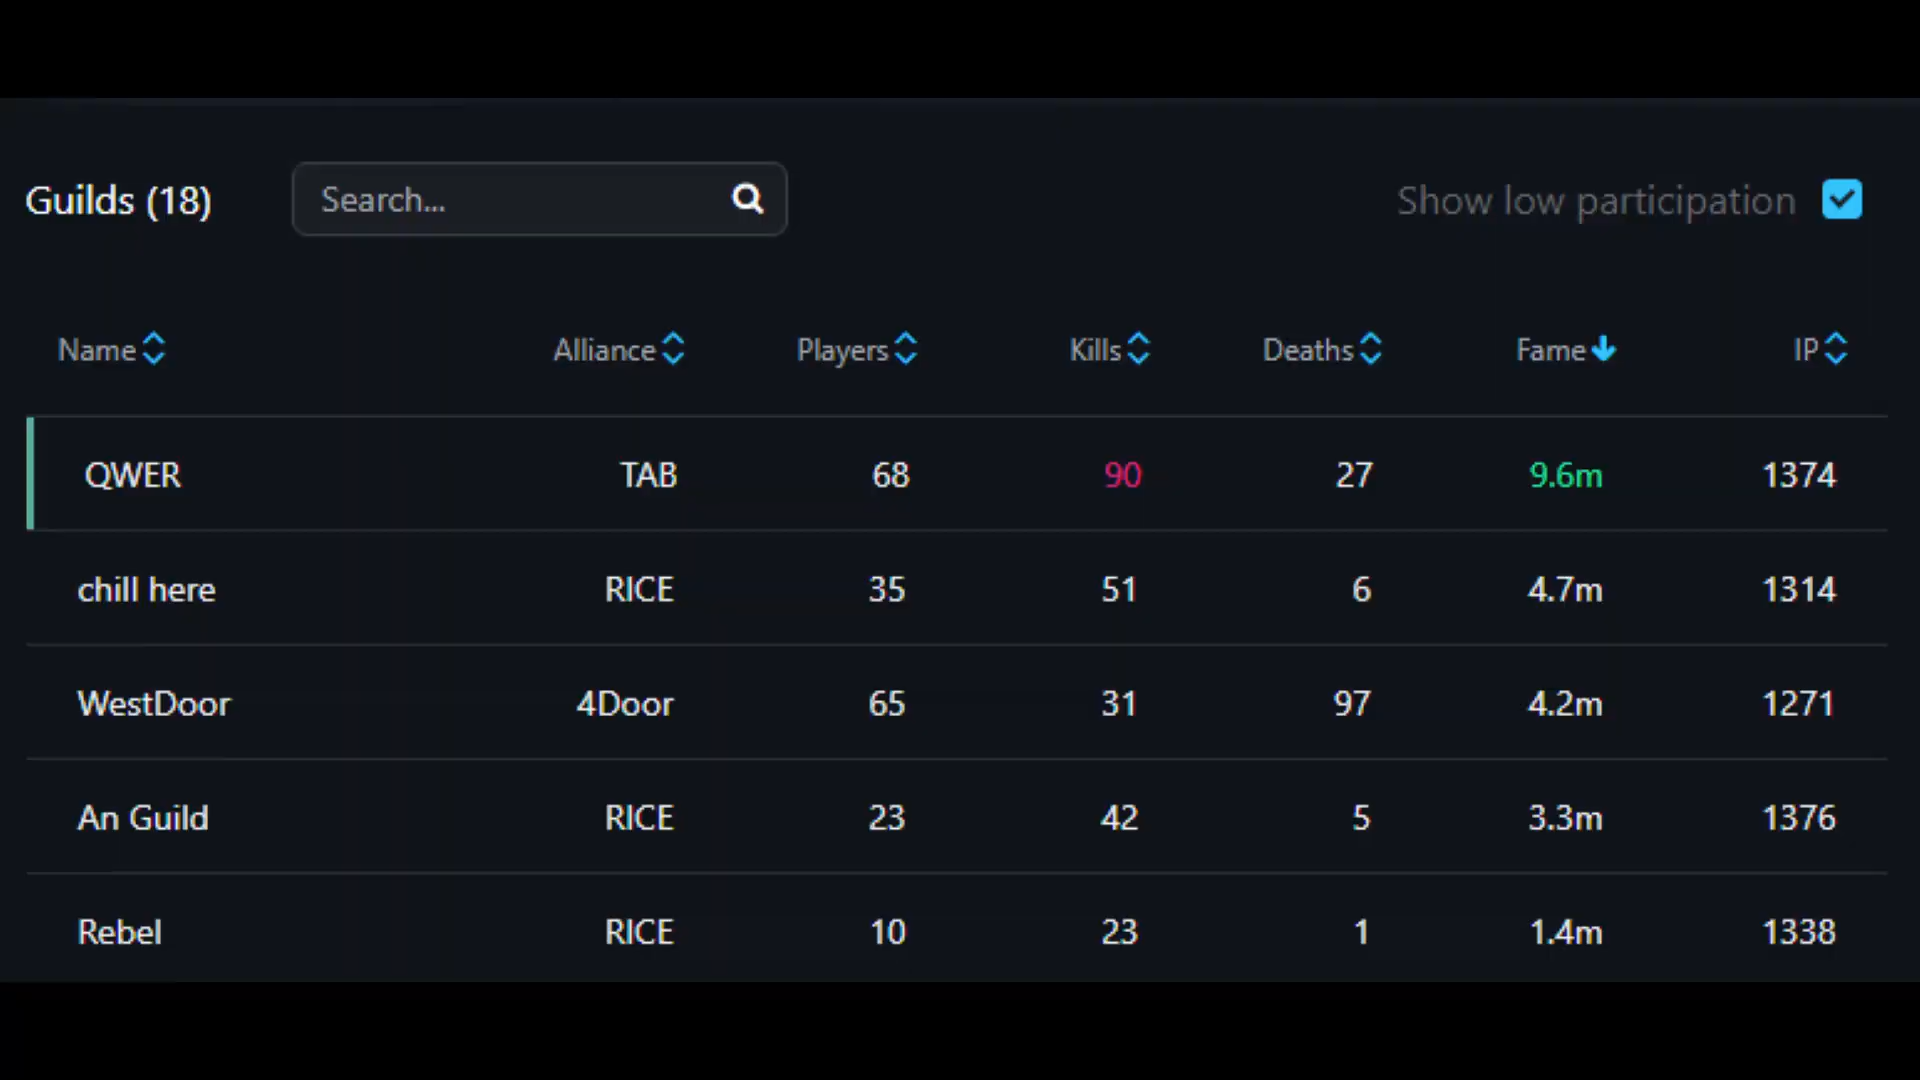 Guilds (18) Search... Show low participation
Name Alliance Players Kills Deaths Fame IP
QWER TAB 68 90 27 9.6m 1374
chill here RICE 35 51 6 4.7m 1314
WestDoor 4Door 65 31 97 4.2m 1271
An Guild RICE 23 42 5 3.3m 1376
Rebel RICE 10 23 1 1.4m 1338